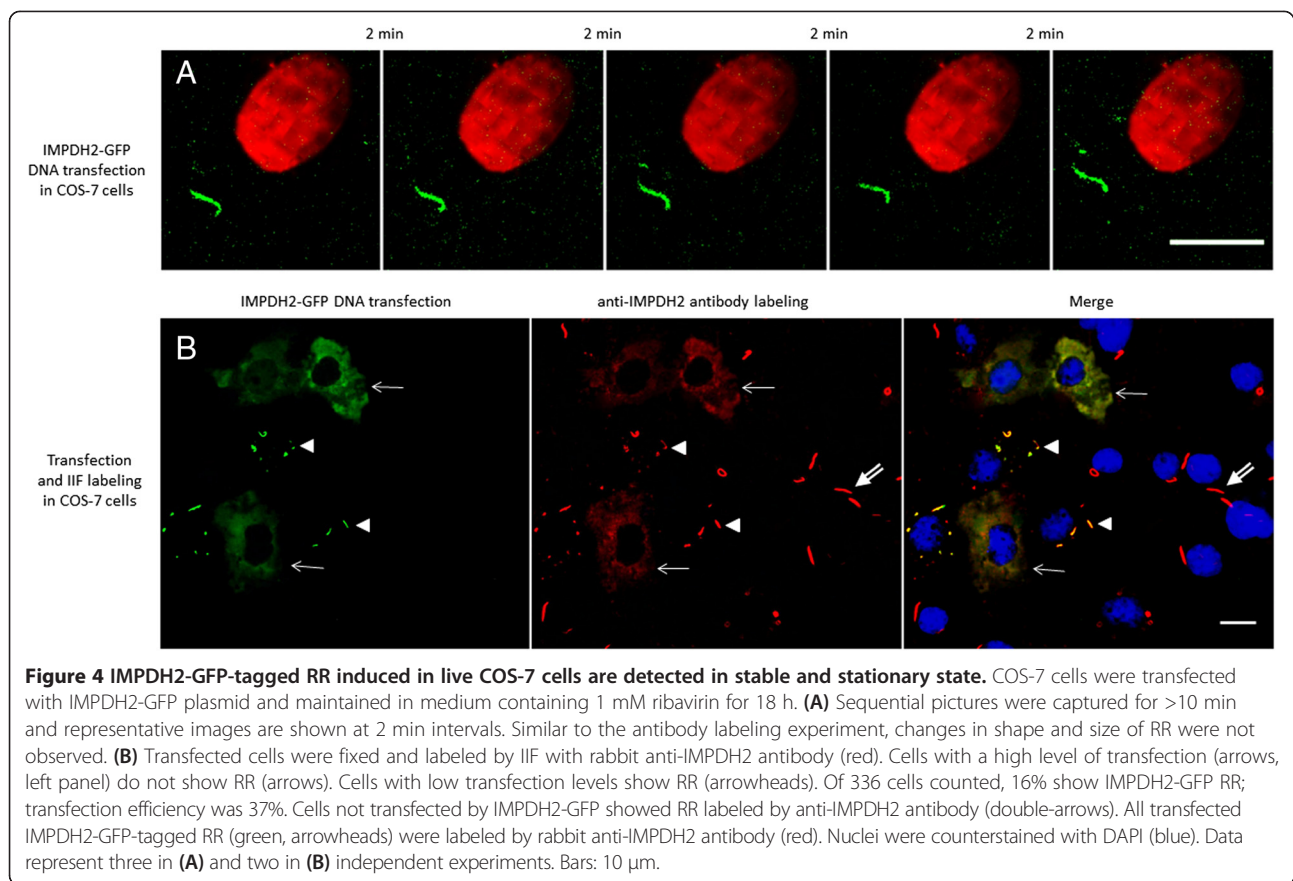 2 min 2 min 2 min 2 min
A
IMPDH2-GFP
DNA transfection
in COS-7 cells
IMPDH2-GFP DNA transfection anti-IMPDH2 antibody labeling Merge
B
Transfection
and IIF labeling
in COS-7 cells
Figure 4 IMPDH2-GFP-tagged RR induced in live COS-7 cells are detected in stable and stationary state. COS-7 cells were transfected
with IMPDH2-GFP plasmid and maintained in medium containing 1 mM ribavirin for 18 h. (A) Sequential pictures were captured for >10 min
and representative images are shown at 2 min intervals. Similar to the antibody labeling experiment, changes in shape and size of RR were not
observed. (B) Transfected cells were fixed and labeled by IIF with rabbit anti-IMPDH2 antibody (red). Cells with a high level of transfection (arrows,
left panel) do not show RR (arrows). Cells with low transfection levels show RR (arrowheads). Of 336 cells counted, 16% show IMPDH2-GFP RR;
transfection efficiency was 37%. Cells not transfected by IMPDH2-GFP showed RR labeled by anti-IMPDH2 antibody (double-arrows). All transfected
IMPDH2-GFP-tagged RR (green, arrowheads) were labeled by rabbit anti-IMPDH2 antibody (red). Nuclei were counterstained with DAPI (blue). Data
represent three in (A) and two in (B) independent experiments. Bars: 10 μm.